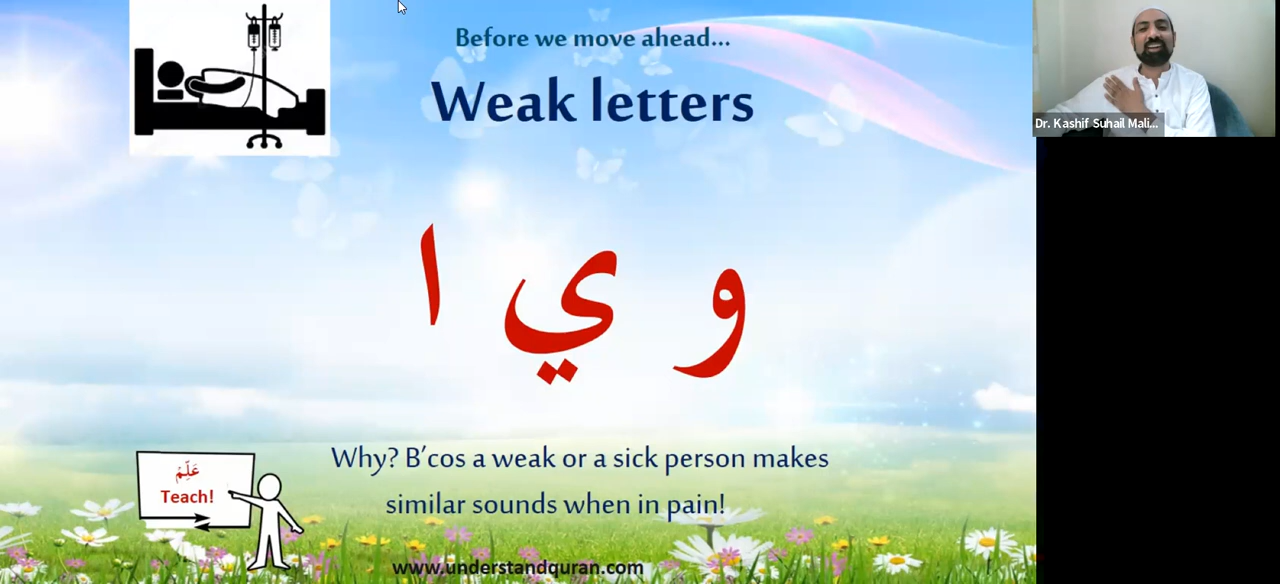 Before we move ahead...
Weak letters
و ي ا
Why? B'cos a weak or a sick person makes
similar sounds when in pain!
عَلِّمْ
Teach!
www.understandquran.com
Dr. Kashif Suhail Mali...